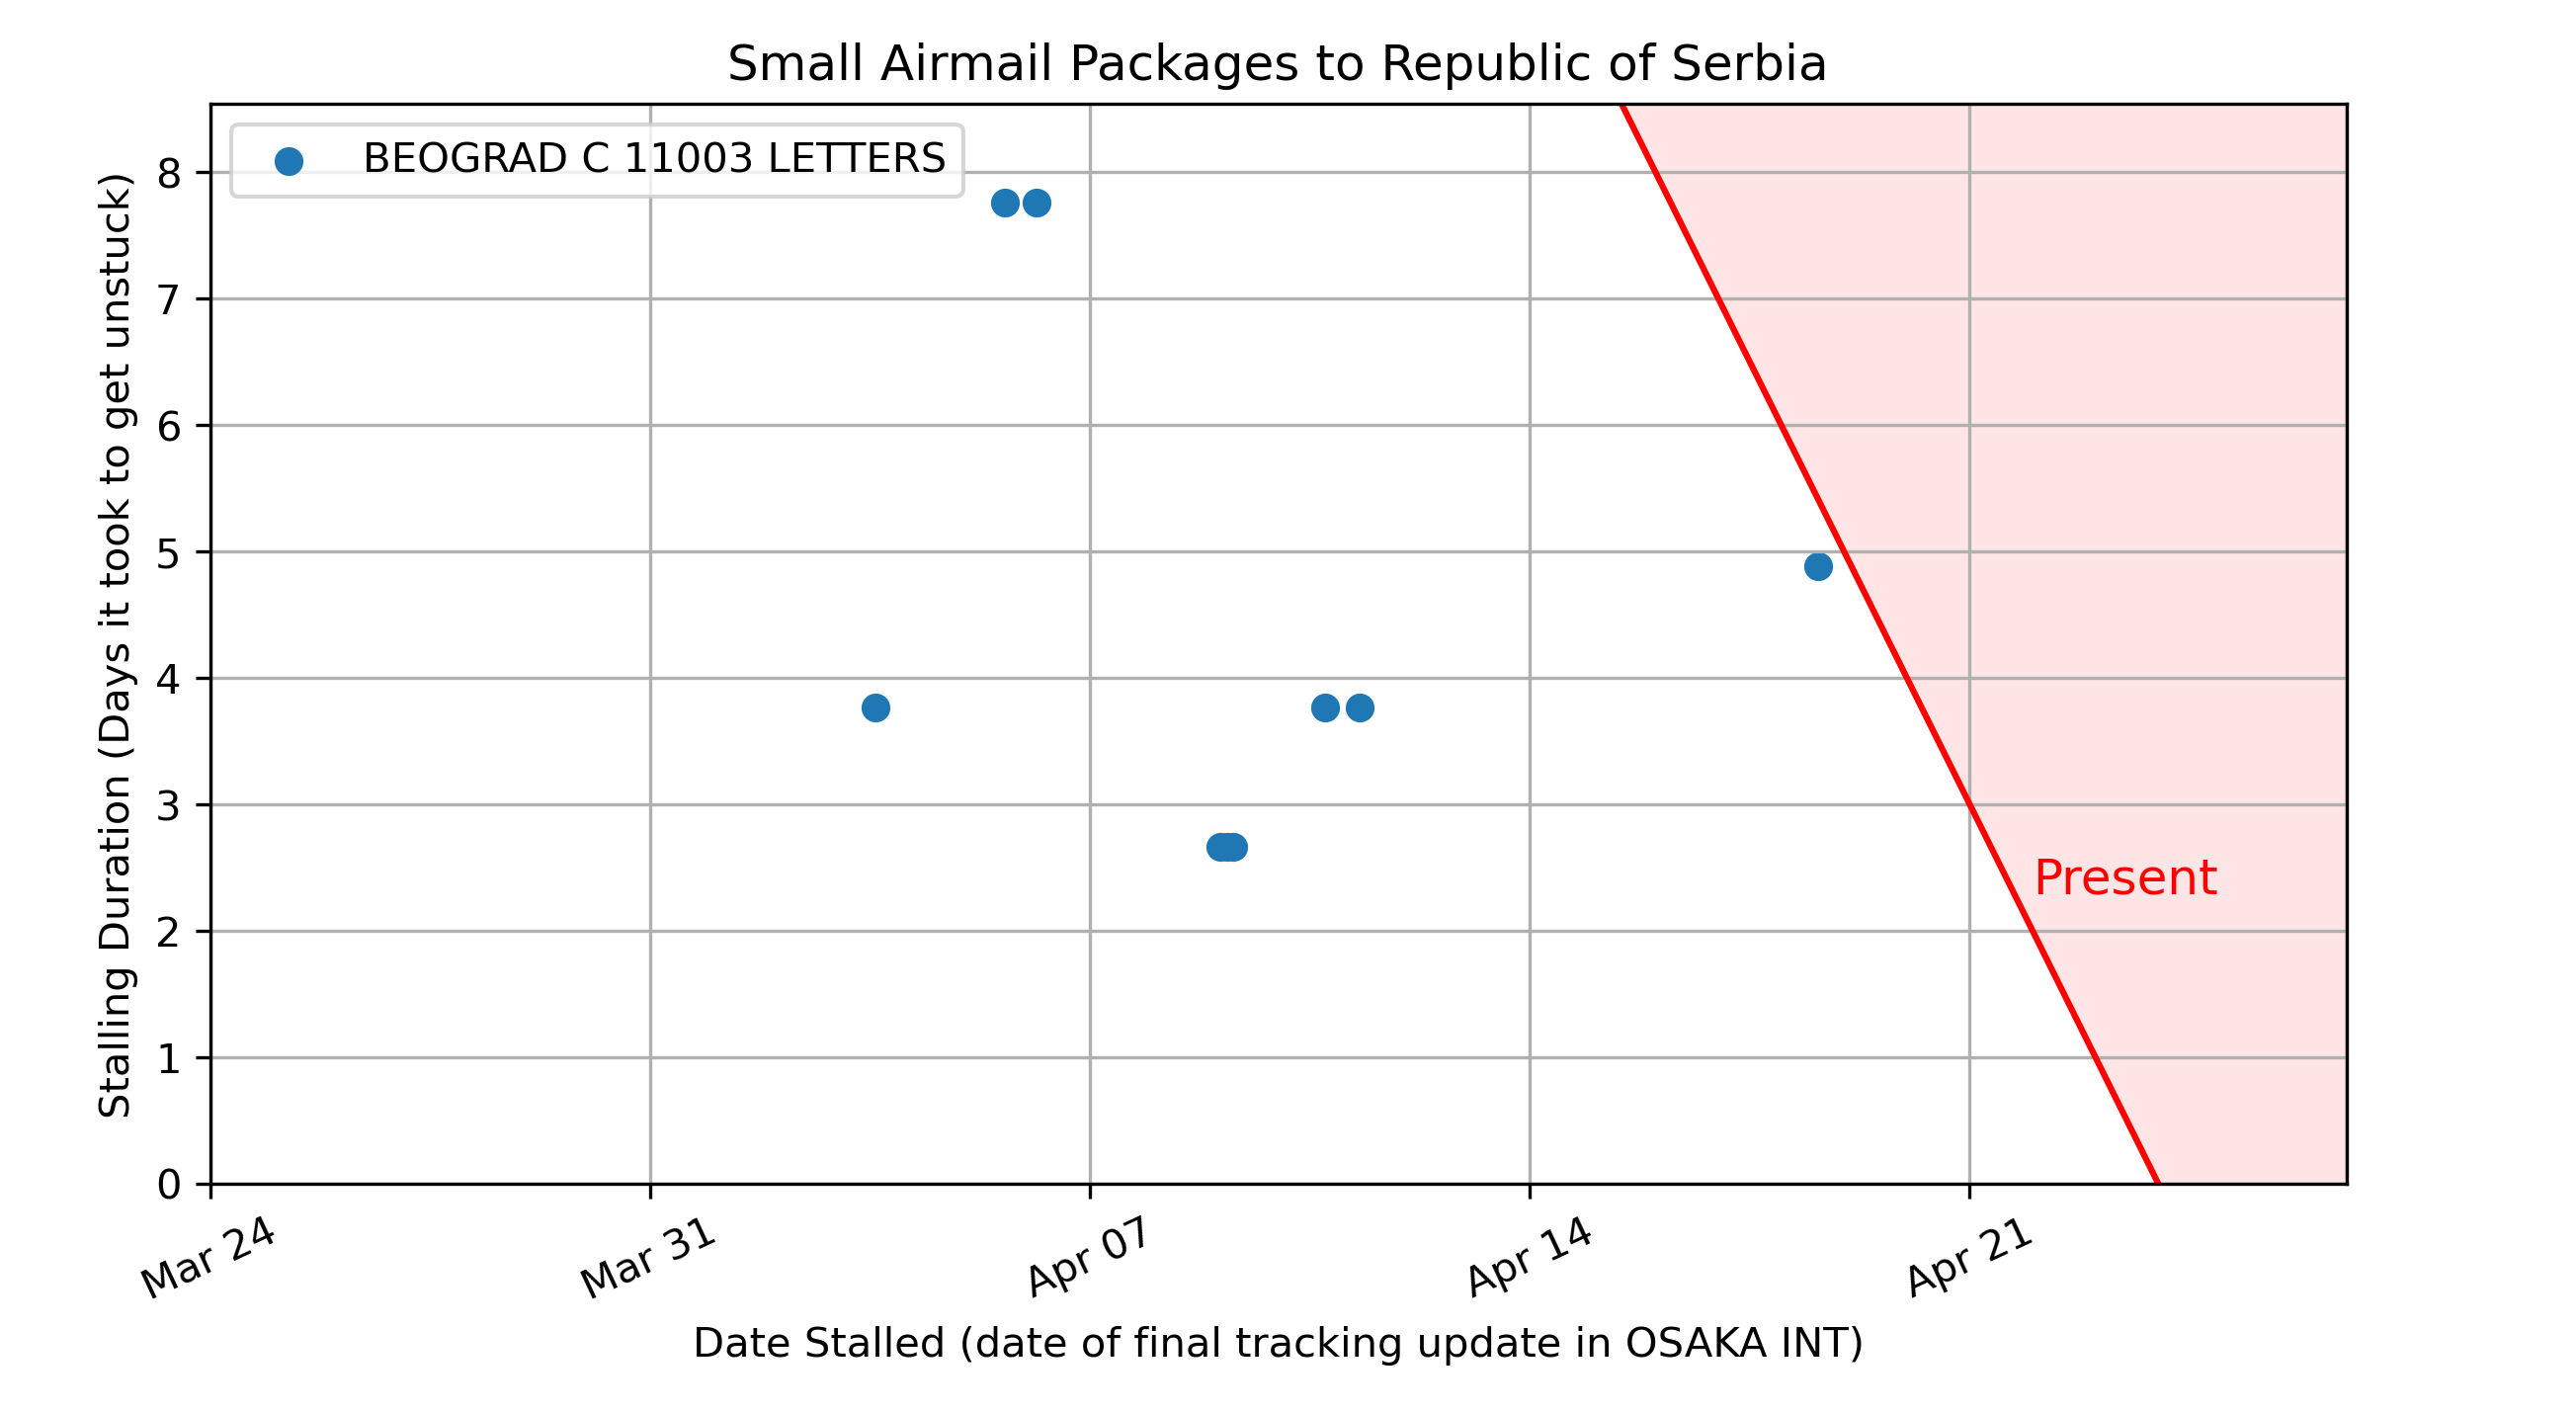 Small Airmail Packages to Republic of Serbia
BEOGRAD C 11003 LETTERS
Stalling Duration (Days it took to get unstuck)
8
7
6
5
4
3
2
1
0
Present
Mar 24
Mar 31
Apr 07
Apr 14
Apr 21
Date Stalled (date of final tracking update in OSAKA INT)